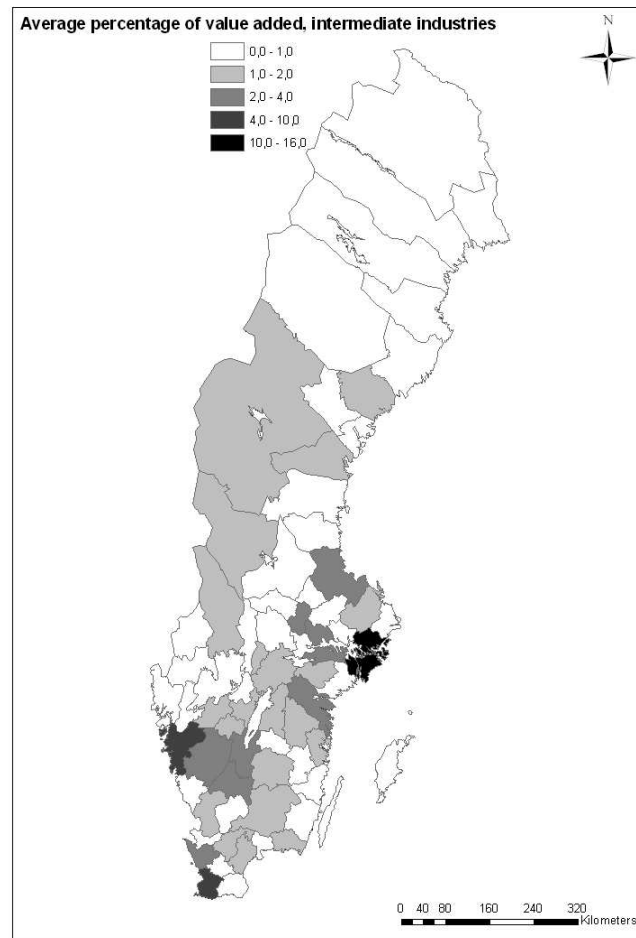 Average percentage of value added, intermediate industries
N
0,0 - 1,0
1,0 - 2,0
2,0 - 4,0
4,0 - 10,0
10,0 - 16,0
0 40 80 160 240 320
Kilometers